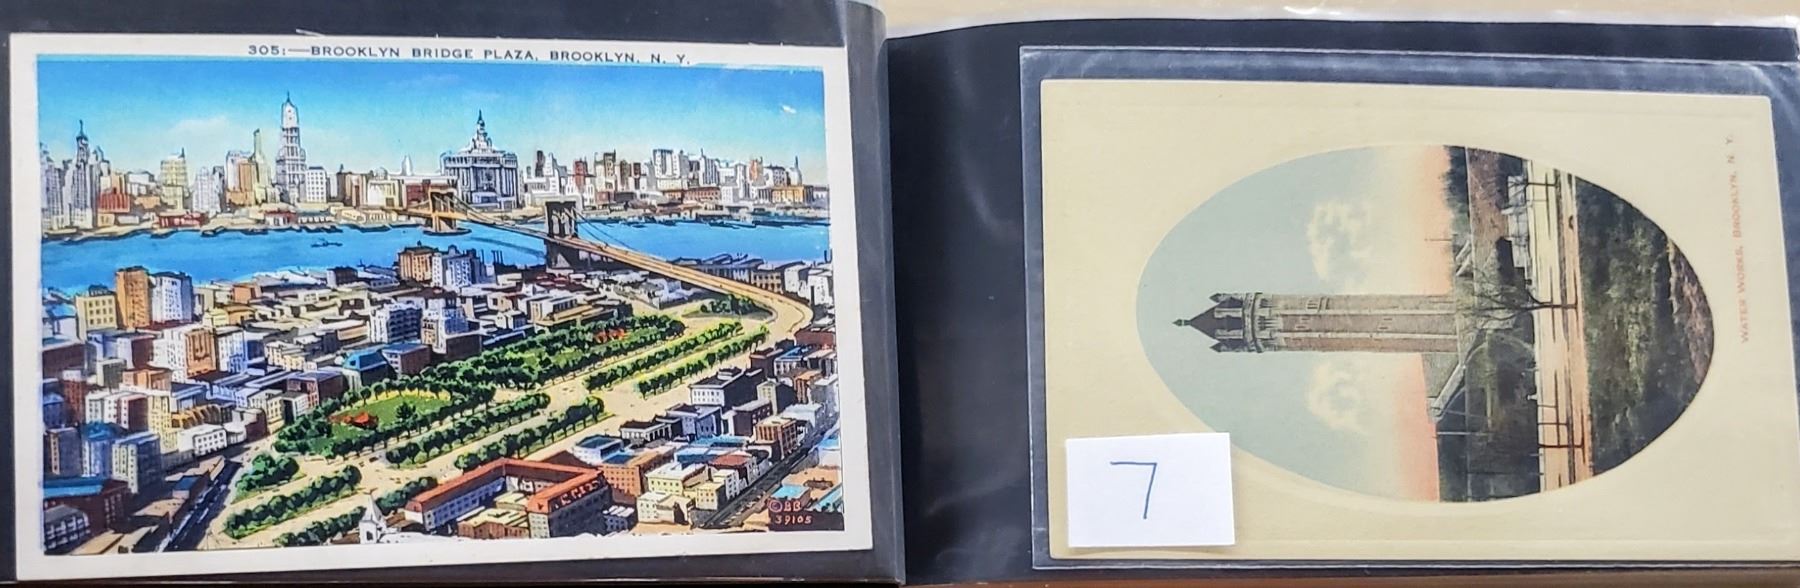 305:—BROOKLYN BRIDGE PLAZA, BROOKLYN, N. Y.
©BB
39105
WATER WORKS, BROOKLYN, N. Y.
7